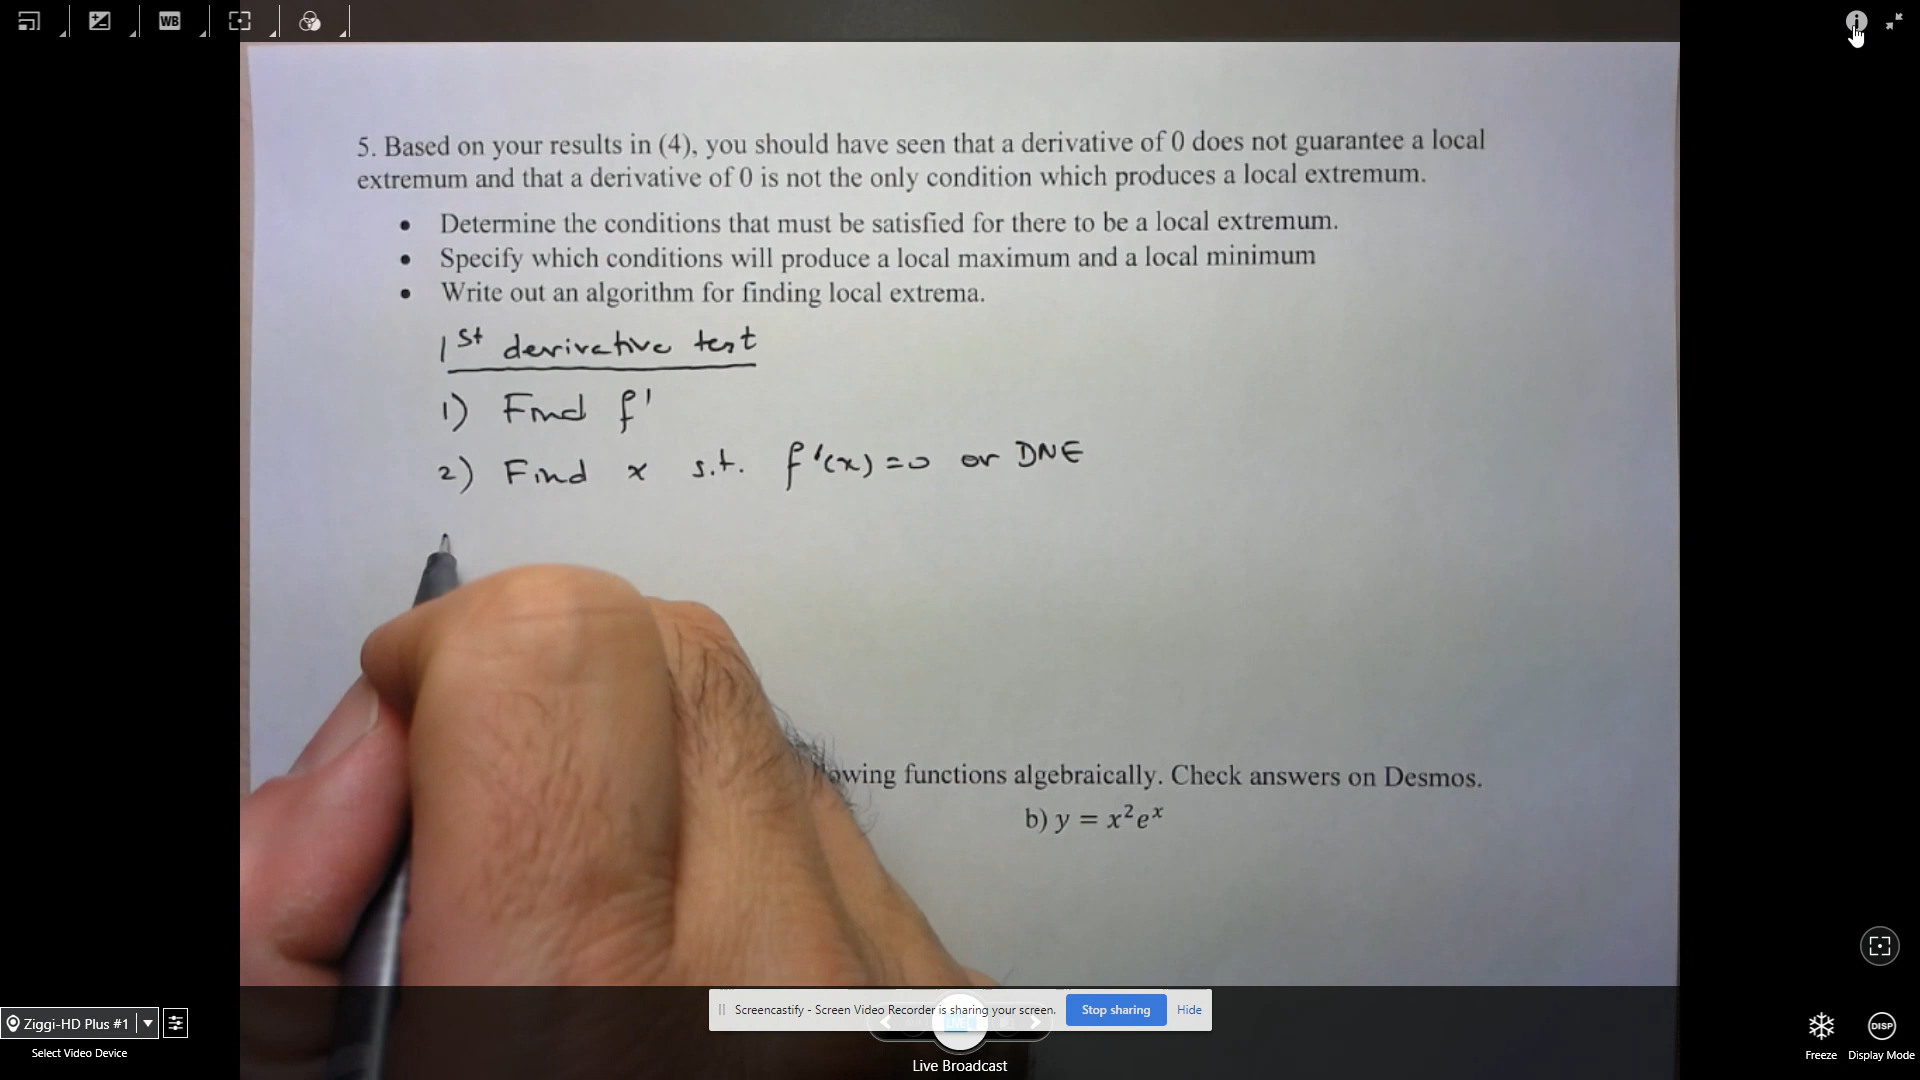 WB
5. Based on your results in (4), you should have seen that a derivative of 0 does not guarantee a local
extremum and that a derivative of 0 is not the only condition which produces a local extremum.
• Determine the conditions that must be satisfied for there to be a local extremum.
• Specify which conditions will produce a local maximum and a local minimum
• Write out an algorithm for finding local extrema.
1st derivative test
1) Find f'
2) Find x s.t. f'(x)=0 or DNE
functions algebraically. Check answers on Desmos.
b) y = x²eˣ
Screencastify - Screen Video Recorder is sharing your screen. Stop sharing Hide
Ziggi-HD Plus #1
Select Video Device
Live Broadcast
DISP
Freeze Display Mode